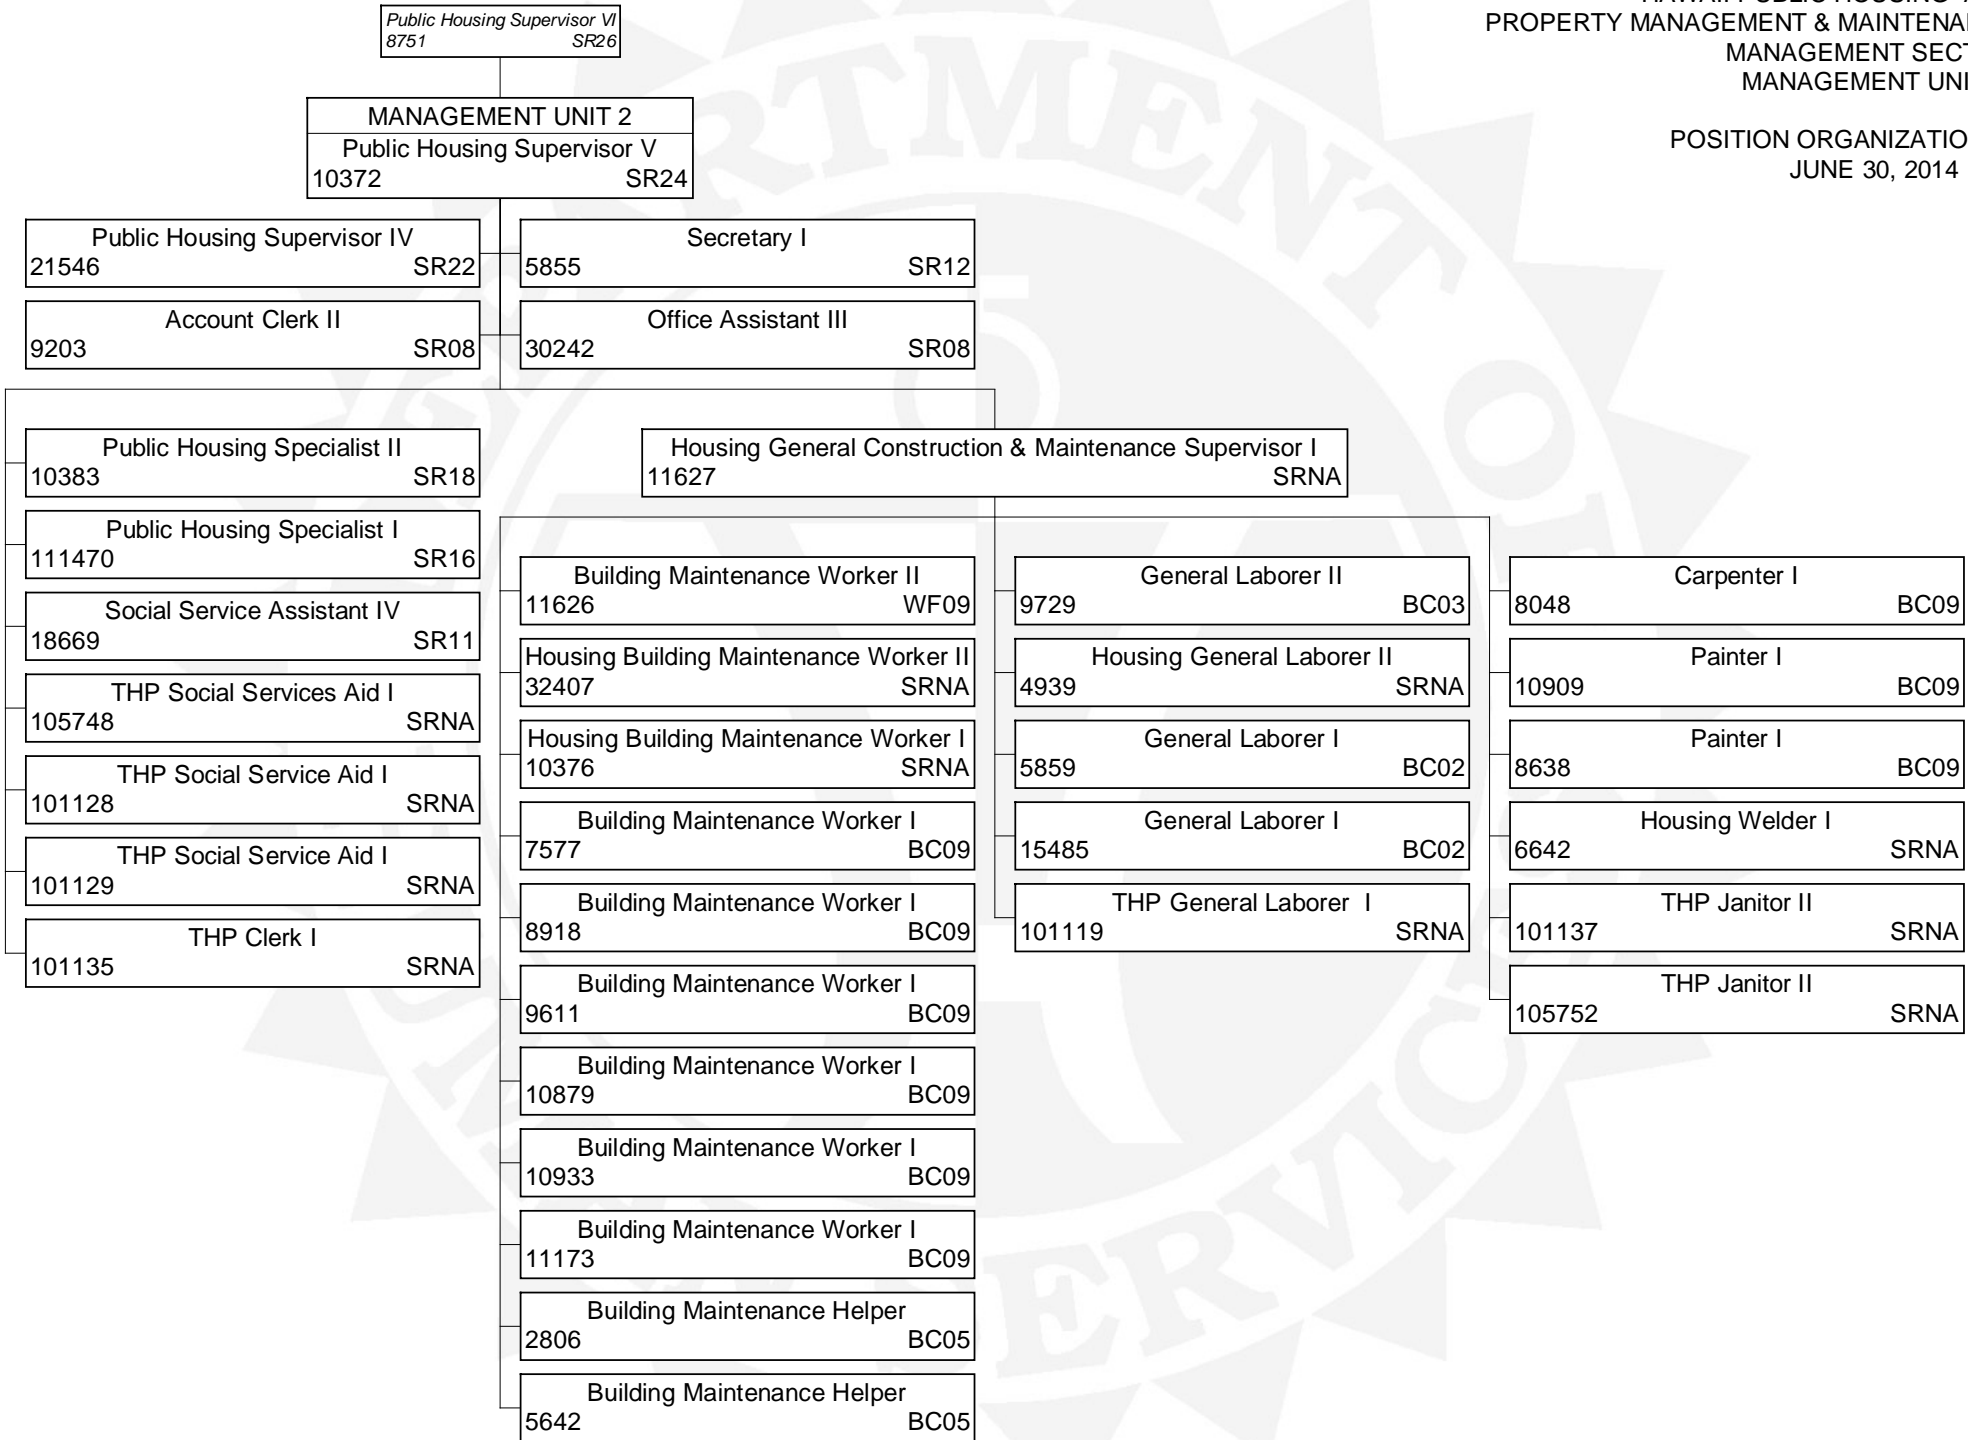 Public Housing Supervisor VI
8751 SR26
PROPERTY MANAGEMENT &
MANAGEMENT
MANAGEMENT
POSITION
JUNE 30, 2014
MANAGEMENT UNIT 2
Public Housing Supervisor V
10372 SR24
Public Housing Supervisor IV
21546 SR22
Secretary I
5855 SR12
Account Clerk II
9203 SR08
Office Assistant III
30242 SR08
Public Housing Specialist II
10383 SR18
Public Housing Specialist I
111470 SR16
Social Service Assistant IV
18669 SR11
THP Social Services Aid I
105748 SRNA
THP Social Service Aid I
101128 SRNA
THP Social Service Aid I
101129 SRNA
THP Clerk I
101135 SRNA
Housing General Construction & Maintenance Supervisor I
11627 SRNA
Building Maintenance Worker II
11626 WF09
Housing Building Maintenance Worker II
32407 SRNA
Housing Building Maintenance Worker I
10376 SRNA
Building Maintenance Worker I
7577 BC09
Building Maintenance Worker I
8918 BC09
Building Maintenance Worker I
9611 BC09
Building Maintenance Worker I
10879 BC09
Building Maintenance Worker I
10933 BC09
Building Maintenance Worker I
11173 BC09
Building Maintenance Helper
2806 BC05
Building Maintenance Helper
5642 BC05
General Laborer II
9729 BC03
Housing General Laborer II
4939 SRNA
General Laborer I
5859 BC02
General Laborer I
15485 BC02
THP General Laborer I
101119 SRNA
Carpenter I
8048 BC09
Painter I
10909 BC09
Painter I
8638 BC09
Housing Welder I
6642 SRNA
THP Janitor II
101137 SRNA
THP Janitor II
105752 SRNA